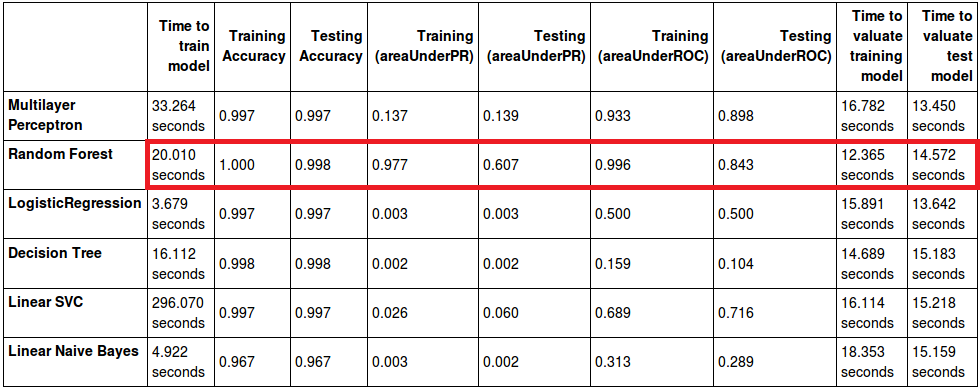 Time to train model | Training Accuracy | Testing Accuracy | Training (areaUnderPR) | Testing (areaUnderPR) | Training (areaUnderROC) | Testing (areaUnderROC) | Time to valuate training model | Time to valuate test model
Multilayer Perceptron | 33.264 seconds | 0.997 | 0.997 | 0.137 | 0.139 | 0.933 | 0.898 | 16.782 seconds | 13.450 seconds
Random Forest | 20.010 seconds | 1.000 | 0.998 | 0.977 | 0.607 | 0.996 | 0.843 | 12.365 seconds | 14.572 seconds
LogisticRegression | 3.679 seconds | 0.997 | 0.997 | 0.003 | 0.003 | 0.500 | 0.500 | 15.891 seconds | 13.642 seconds
Decision Tree | 16.112 seconds | 0.998 | 0.998 | 0.002 | 0.002 | 0.159 | 0.104 | 14.689 seconds | 15.183 seconds
Linear SVC | 296.070 seconds | 0.997 | 0.997 | 0.026 | 0.060 | 0.689 | 0.716 | 16.114 seconds | 15.218 seconds
Linear Naive Bayes | 4.922 seconds | 0.967 | 0.967 | 0.003 | 0.002 | 0.313 | 0.289 | 18.353 seconds | 15.159 seconds